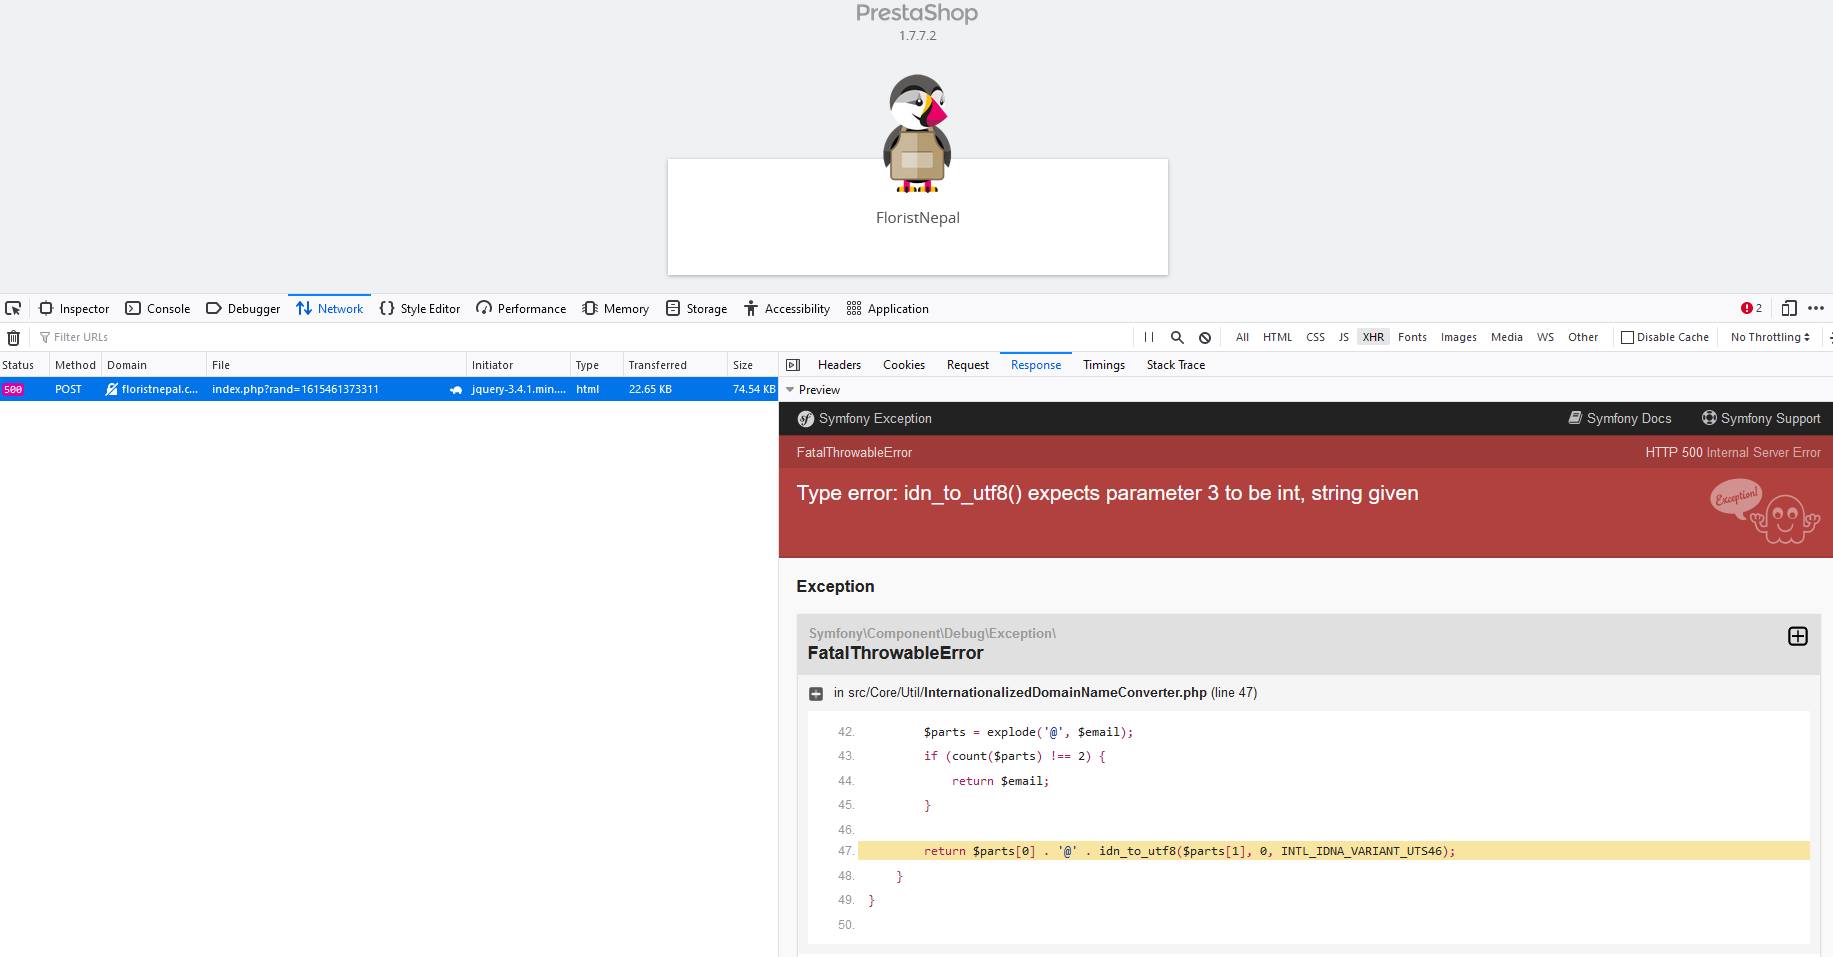 PrestaShop
1.7.7.2
FloristNepal
Inspector Console Debugger Network Style Editor Performance Memory Storage Accessibility Application 2
Filter URLs All HTML CSS JS XHR Fonts Images Media WS Other Disable Cache No Throttling
Status Method Domain File Initiator Type Transferred Size Headers Cookies Request Response Timings Stack Trace
500 POST floristnepal.c... index.php?rand=1615461373311 jquery-3.4.1.min.... html 22.65 KB 74.54 KB
Preview
Symfony Exception Symfony Docs Symfony Support
FatalThrowableError HTTP 500 Internal Server Error
Type error: idn_to_utf8() expects parameter 3 to be int, string given
Exception!
Exception
Symfony\Component\Debug\Exception\
FatalThrowableError
in src/Core/Util/InternationalizedDomainNameConverter.php (line 47)
42. $parts = explode('@', $email);
43. if (count($parts) !== 2) {
44. return $email;
45. }
46.
47. return $parts[0] . '@' . idn_to_utf8($parts[1], 0, INTL_IDNA_VARIANT_UTS46);
48. }
49. }
50.